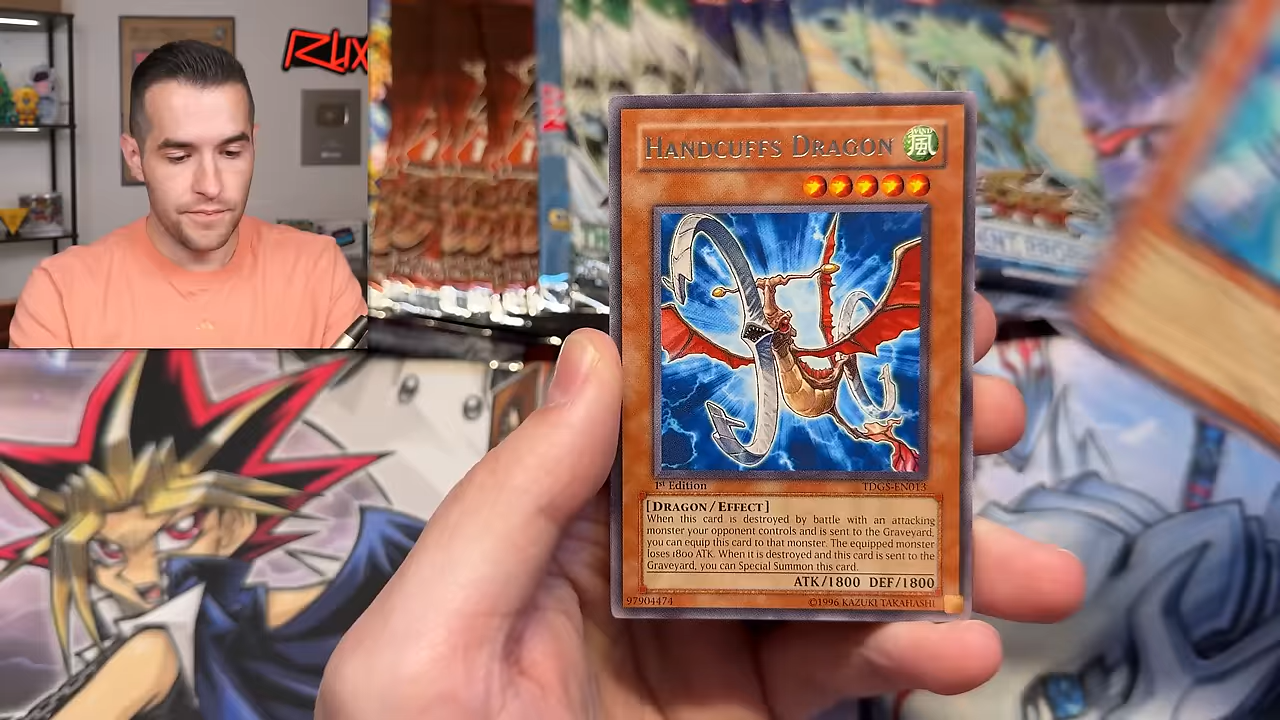 RUX
HANDCUFFS DRAGON
WIND
風
1st Edition
TDGS-EN013
[DRAGON/EFFECT]
When this card is destroyed by battle with an attacking
monster your opponent controls and is sent to the Graveyard,
you can equip this card to that monster. The equipped monster
loses 1800 ATK. When it is destroyed and this card is sent to the
Graveyard, you can Special Summon this card.
ATK/1800 DEF/1800
97904474
©1996 KAZUKI TAKAHASHI